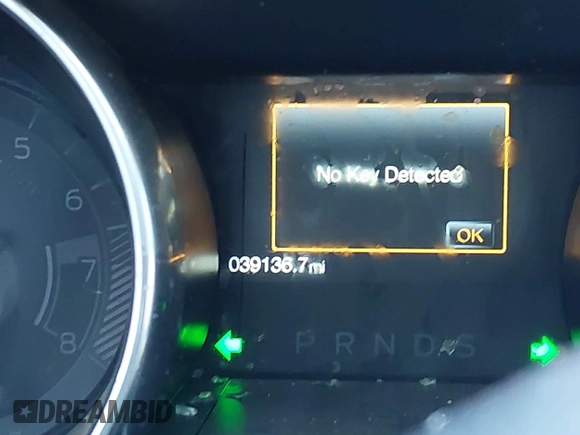 No Key Detected
OK
039136.7mi
P R N D S
5
6
7
8
DREAMBID